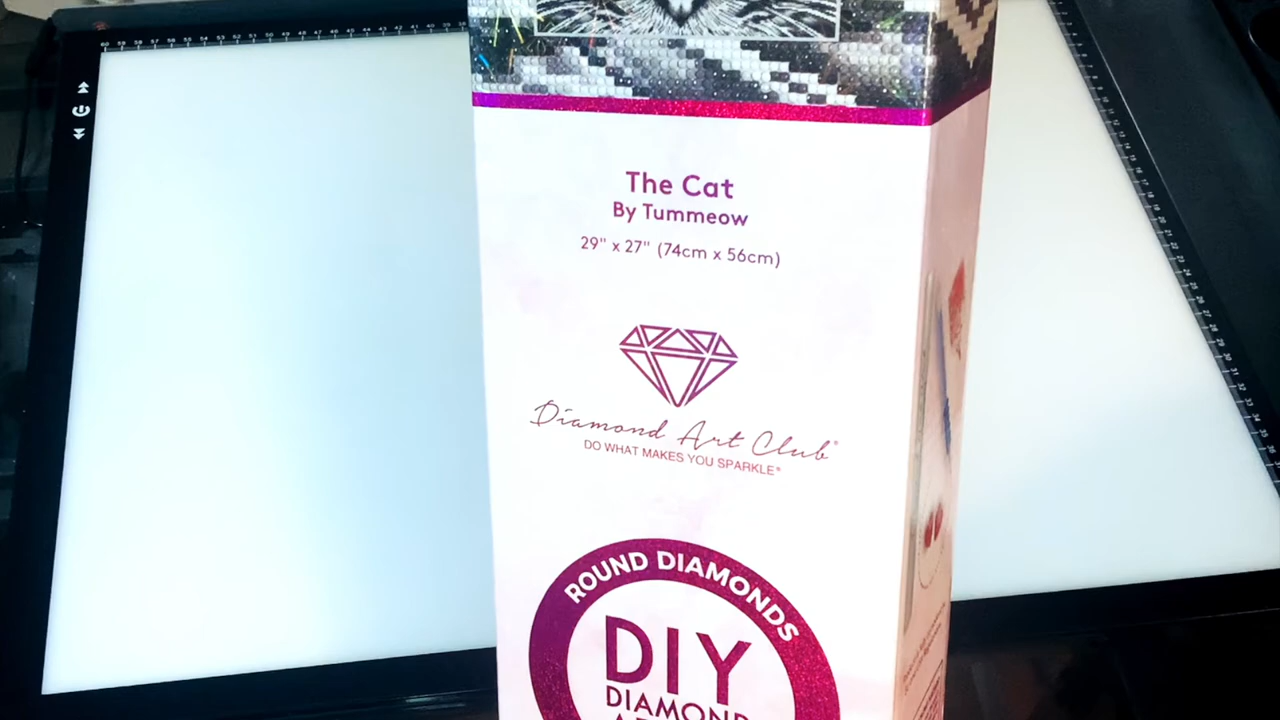 The Cat
By Tummeow
29" x 27" (74cm x 56cm)
Diamond Art Club®
DO WHAT MAKES YOU SPARKLE®
ROUND DIAMONDS
DIY
DIAMOND